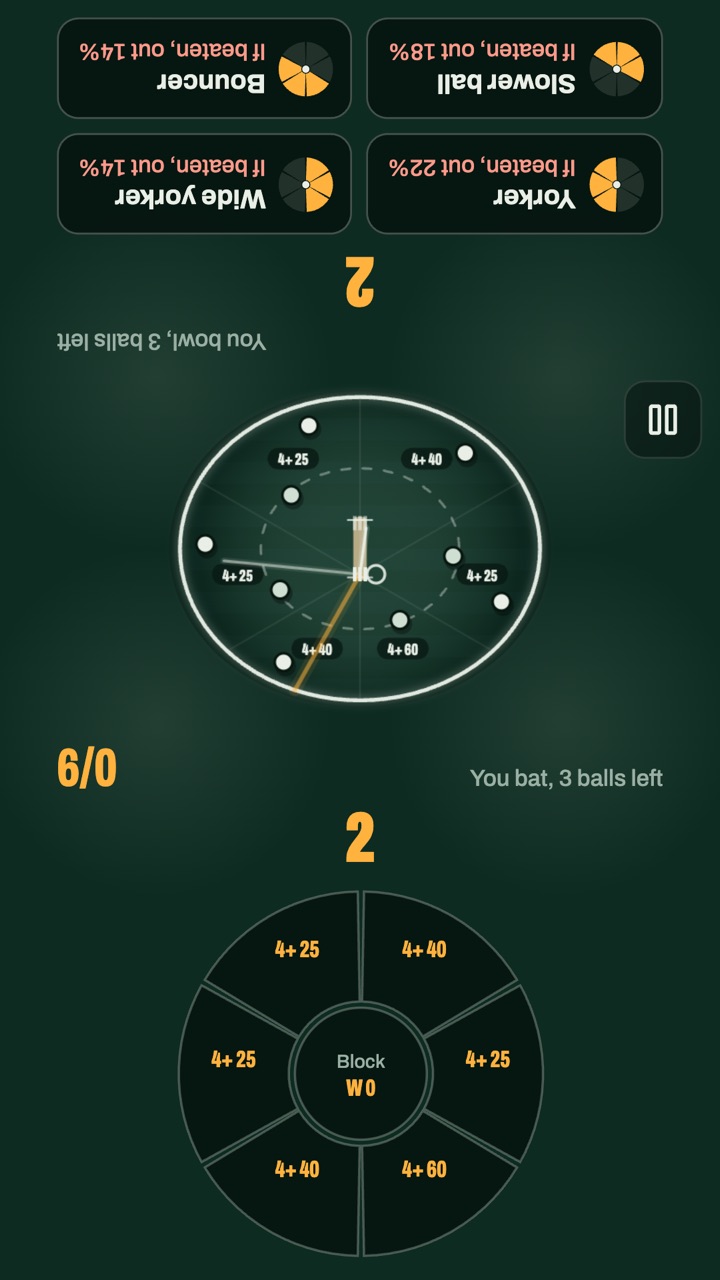 Bouncer
If beaten, out 14%
Slower ball
If beaten, out 18%
Wide yorker
If beaten, out 14%
Yorker
If beaten, out 22%
2
You bowl, 3 balls left
4+ 25
4+ 40
4+ 25
4+ 25
4+ 40
4+ 60
6/0
You bat, 3 balls left
2
4+ 25
4+ 40
4+ 25
Block
W 0
4+ 25
4+ 40
4+ 60